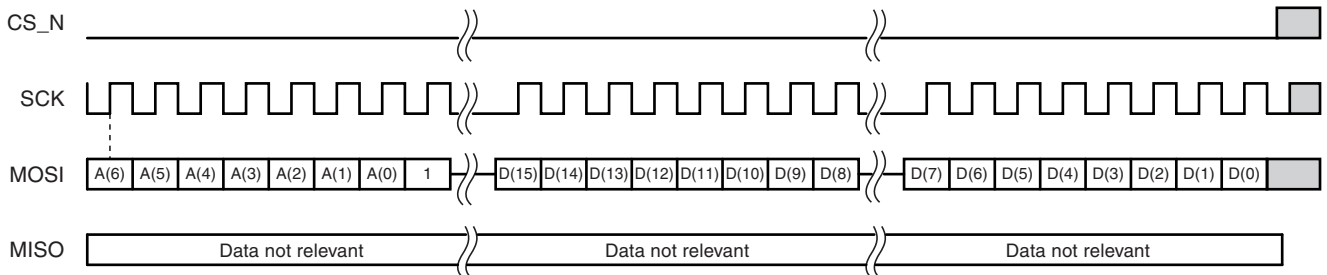 CS_N
SCK
MOSI A(6) A(5) A(4) A(3) A(2) A(1) A(0) 1 D(15) D(14) D(13) D(12) D(11) D(10) D(9) D(8) D(7) D(6) D(5) D(4) D(3) D(2) D(1) D(0)
MISO Data not relevant Data not relevant Data not relevant